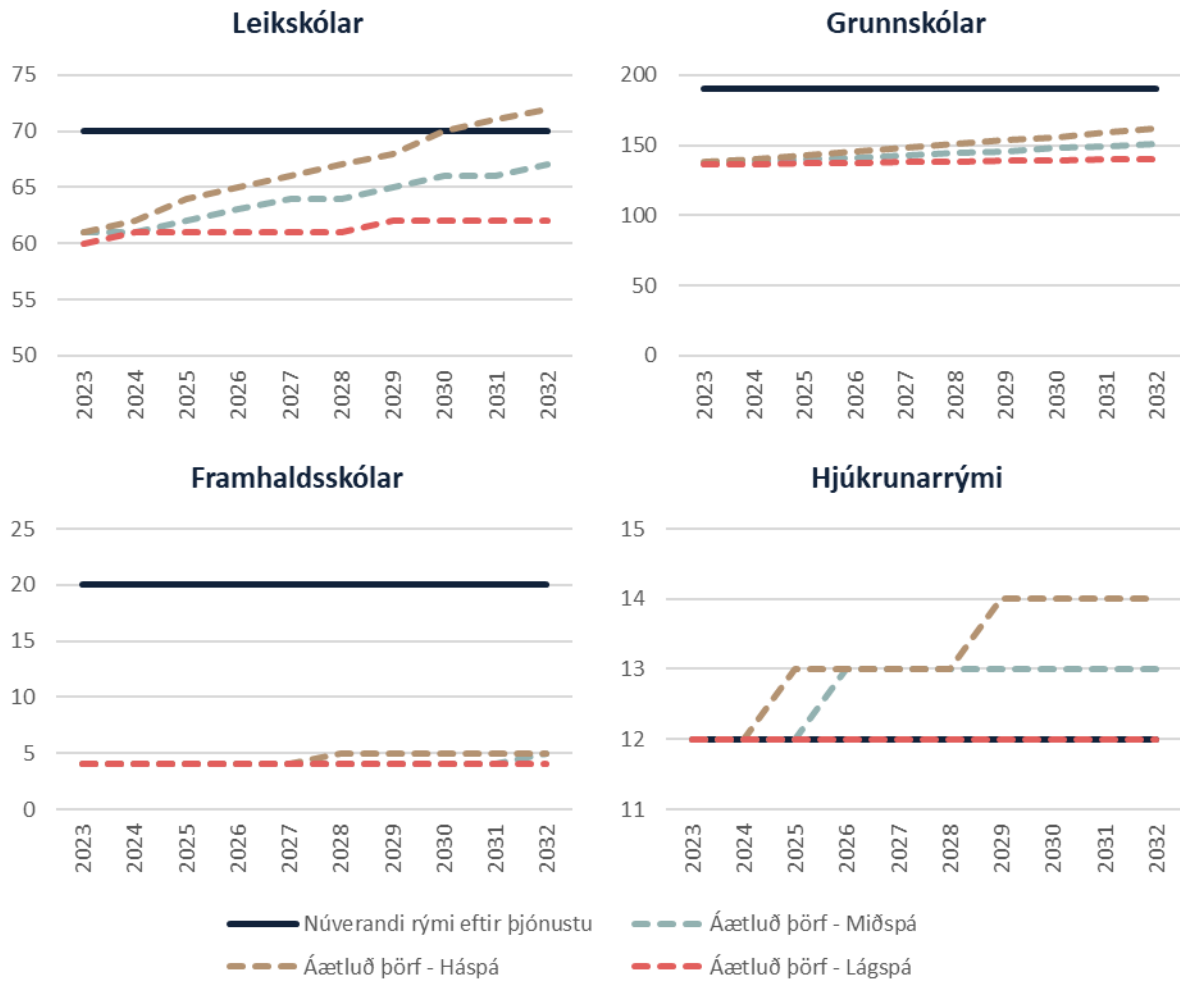 Leikskólar
75
70
65
60
55
50
2023 2024 2025 2026 2027 2028 2029 2030 2031 2032
Grunnskólar
200
150
100
50
0
2023 2024 2025 2026 2027 2028 2029 2030 2031 2032
Framhaldsskólar
25
20
15
10
5
0
2023 2024 2025 2026 2027 2028 2029 2030 2031 2032
Hjúkrunarrými
15
14
13
12
11
2023 2024 2025 2026 2027 2028 2029 2030 2031 2032
Núverandi rými eftir þjónustu
Áætluð þörf - Miðspá
Áætluð þörf - Háspá
Áætluð þörf - Lágspá